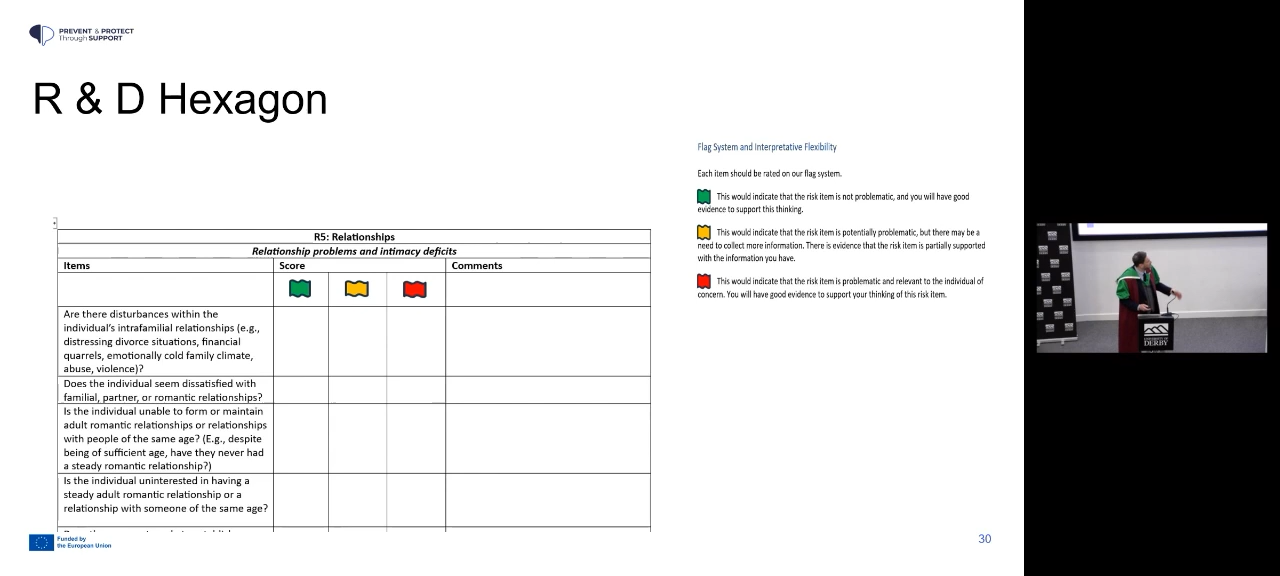 PREVENT & PROTECT
Through SUPPORT
R & D Hexagon
Flag System and Interpretative Flexibility
Each item should be rated on our flag system.
This would indicate that the risk item is not problematic, and you will have good
evidence to support this thinking.
This would indicate that the risk item is potentially problematic, but there may be a
need to collect more information. There is evidence that the risk item is partially supported
with the information you have.
This would indicate that the risk item is problematic and relevant to the individual of
concern. You will have good evidence to support your thinking of this risk item.
R5: Relationships
Relationship problems and intimacy deficits
Items
Score
Comments
Are there disturbances within the
individual's intrafamilial relationships (e.g.,
distressing divorce situations, financial
quarrels, emotionally cold family climate,
abuse, violence)?
Does the individual seem dissatisfied with
familial, partner, or romantic relationships?
Is the individual unable to form or maintain
adult romantic relationships or relationships
with people of the same age? (E.g., despite
being of sufficient age, have they never had
a steady romantic relationship?)
Is the individual uninterested in having a
steady adult romantic relationship or a
relationship with someone of the same age?
Funded by
the European Union
30
UNIVERSITY OF
DERBY